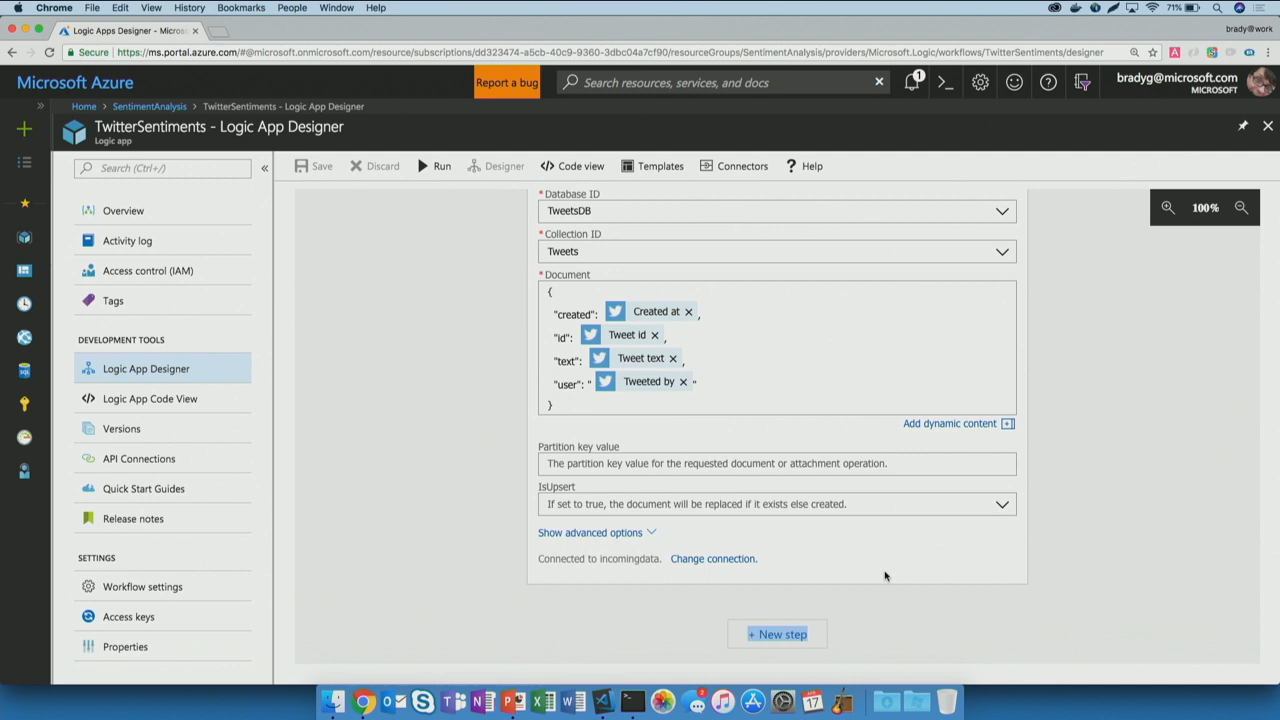 Chrome File Edit View History Bookmarks People Window Help 71%
Logic Apps Designer - Micros
brady@work
Secure https://ms.portal.azure.com/#@microsoft.onmicrosoft.com/resource/subscriptions/dd323474-a5cb-40c9-9360-3dbc04a7cf90/resourceGroups/SentimentAnalysis/providers/Microsoft.Logic/workflows/TwitterSentiments/designer
Microsoft Azure
Report a bug
Search resources, services, and docs
1
bradyg@microsoft.com
MICROSOFT
Home > SentimentAnalysis > TwitterSentiments - Logic App Designer
TwitterSentiments - Logic App Designer
Logic app
Search (Ctrl+/)
Overview
Activity log
Access control (IAM)
Tags
DEVELOPMENT TOOLS
Logic App Designer
Logic App Code View
Versions
API Connections
Quick Start Guides
Release notes
SETTINGS
Workflow settings
Access keys
Properties
Save Discard Run Designer Code view Templates Connectors Help
100%
* Database ID
TweetsDB
* Collection ID
Tweets
* Document
{
"created": Created at ,
"id": Tweet id ,
"text": Tweet text ,
"user": " Tweeted by "
}
Add dynamic content
Partition key value
The partition key value for the requested document or attachment operation.
IsUpsert
If set to true, the document will be replaced if it exists else created.
Show advanced options
Connected to incomingdata. Change connection.
+ New step
SQL
2
17